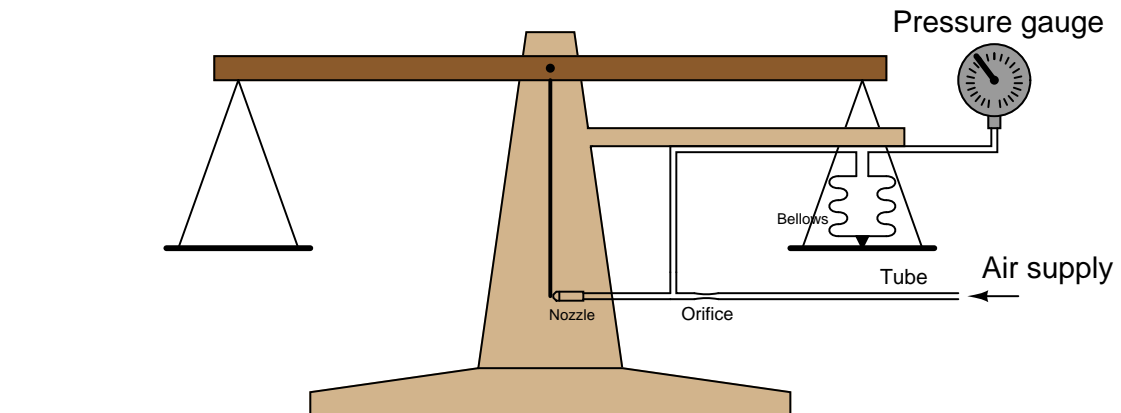 Pressure gauge
Bellows
Tube
Air supply
Nozzle
Orifice